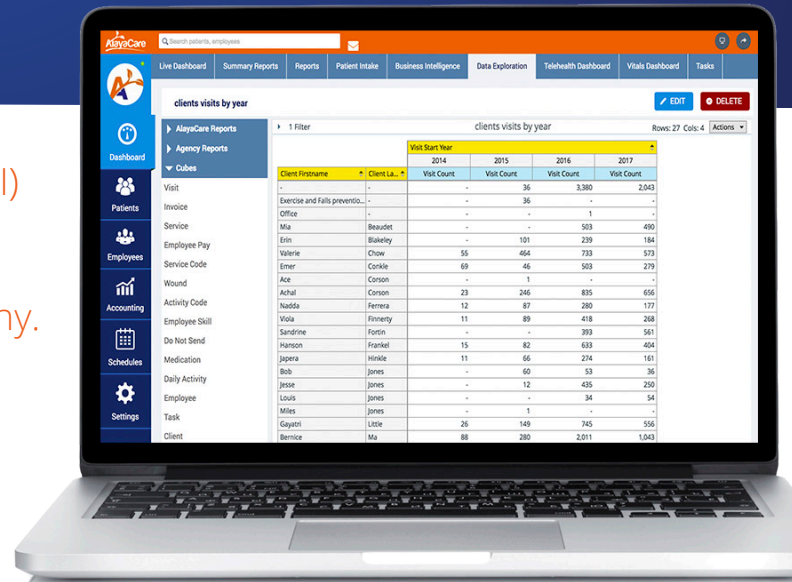 l)
ny.
AlayaCare
Search patients, employees
Live Dashboard Summary Reports Reports Patient Intake Business Intelligence Data Exploration Telehealth Dashboard Vitals Dashboard Tasks
clients visits by year EDIT DELETE
Dashboard
Patients
Employees
Accounting
Schedules
Settings
AlayaCare Reports
Agency Reports
Cubes
Visit
Invoice
Service
Employee Pay
Service Code
Wound
Activity Code
Employee Skill
Do Not Send
Medication
Daily Activity
Employee
Task
Client
1 Filter clients visits by year Rows: 27 Cols: 4 Actions
Visit Start Year
2014 2015 2016 2017
Client Firstname Client La... Visit Count Visit Count Visit Count Visit Count
- - - 36 3,380 2,043
Exercise and Falls preventio... - - 36 - -
Office - - - 1 -
Mia Beaudet - - 503 490
Erin Blakeley - 101 239 184
Valerie Chow 55 464 733 573
Emer Conkle 69 46 503 279
Ace Corson - 1 - -
Achal Corson 23 246 835 656
Nadda Ferrera 12 87 280 177
Viola Finnerty 11 89 418 268
Sandrine Fortin - - 393 561
Hanson Frankel 15 82 633 404
Japera Hinkle 11 66 274 161
Bob Jones - 60 53 36
Jesse Jones - 12 435 250
Louis Jones - - 34 54
Miles Jones - 1 - -
Gayatri Little 26 149 745 556
Bernice Ma 88 280 2,011 1,043